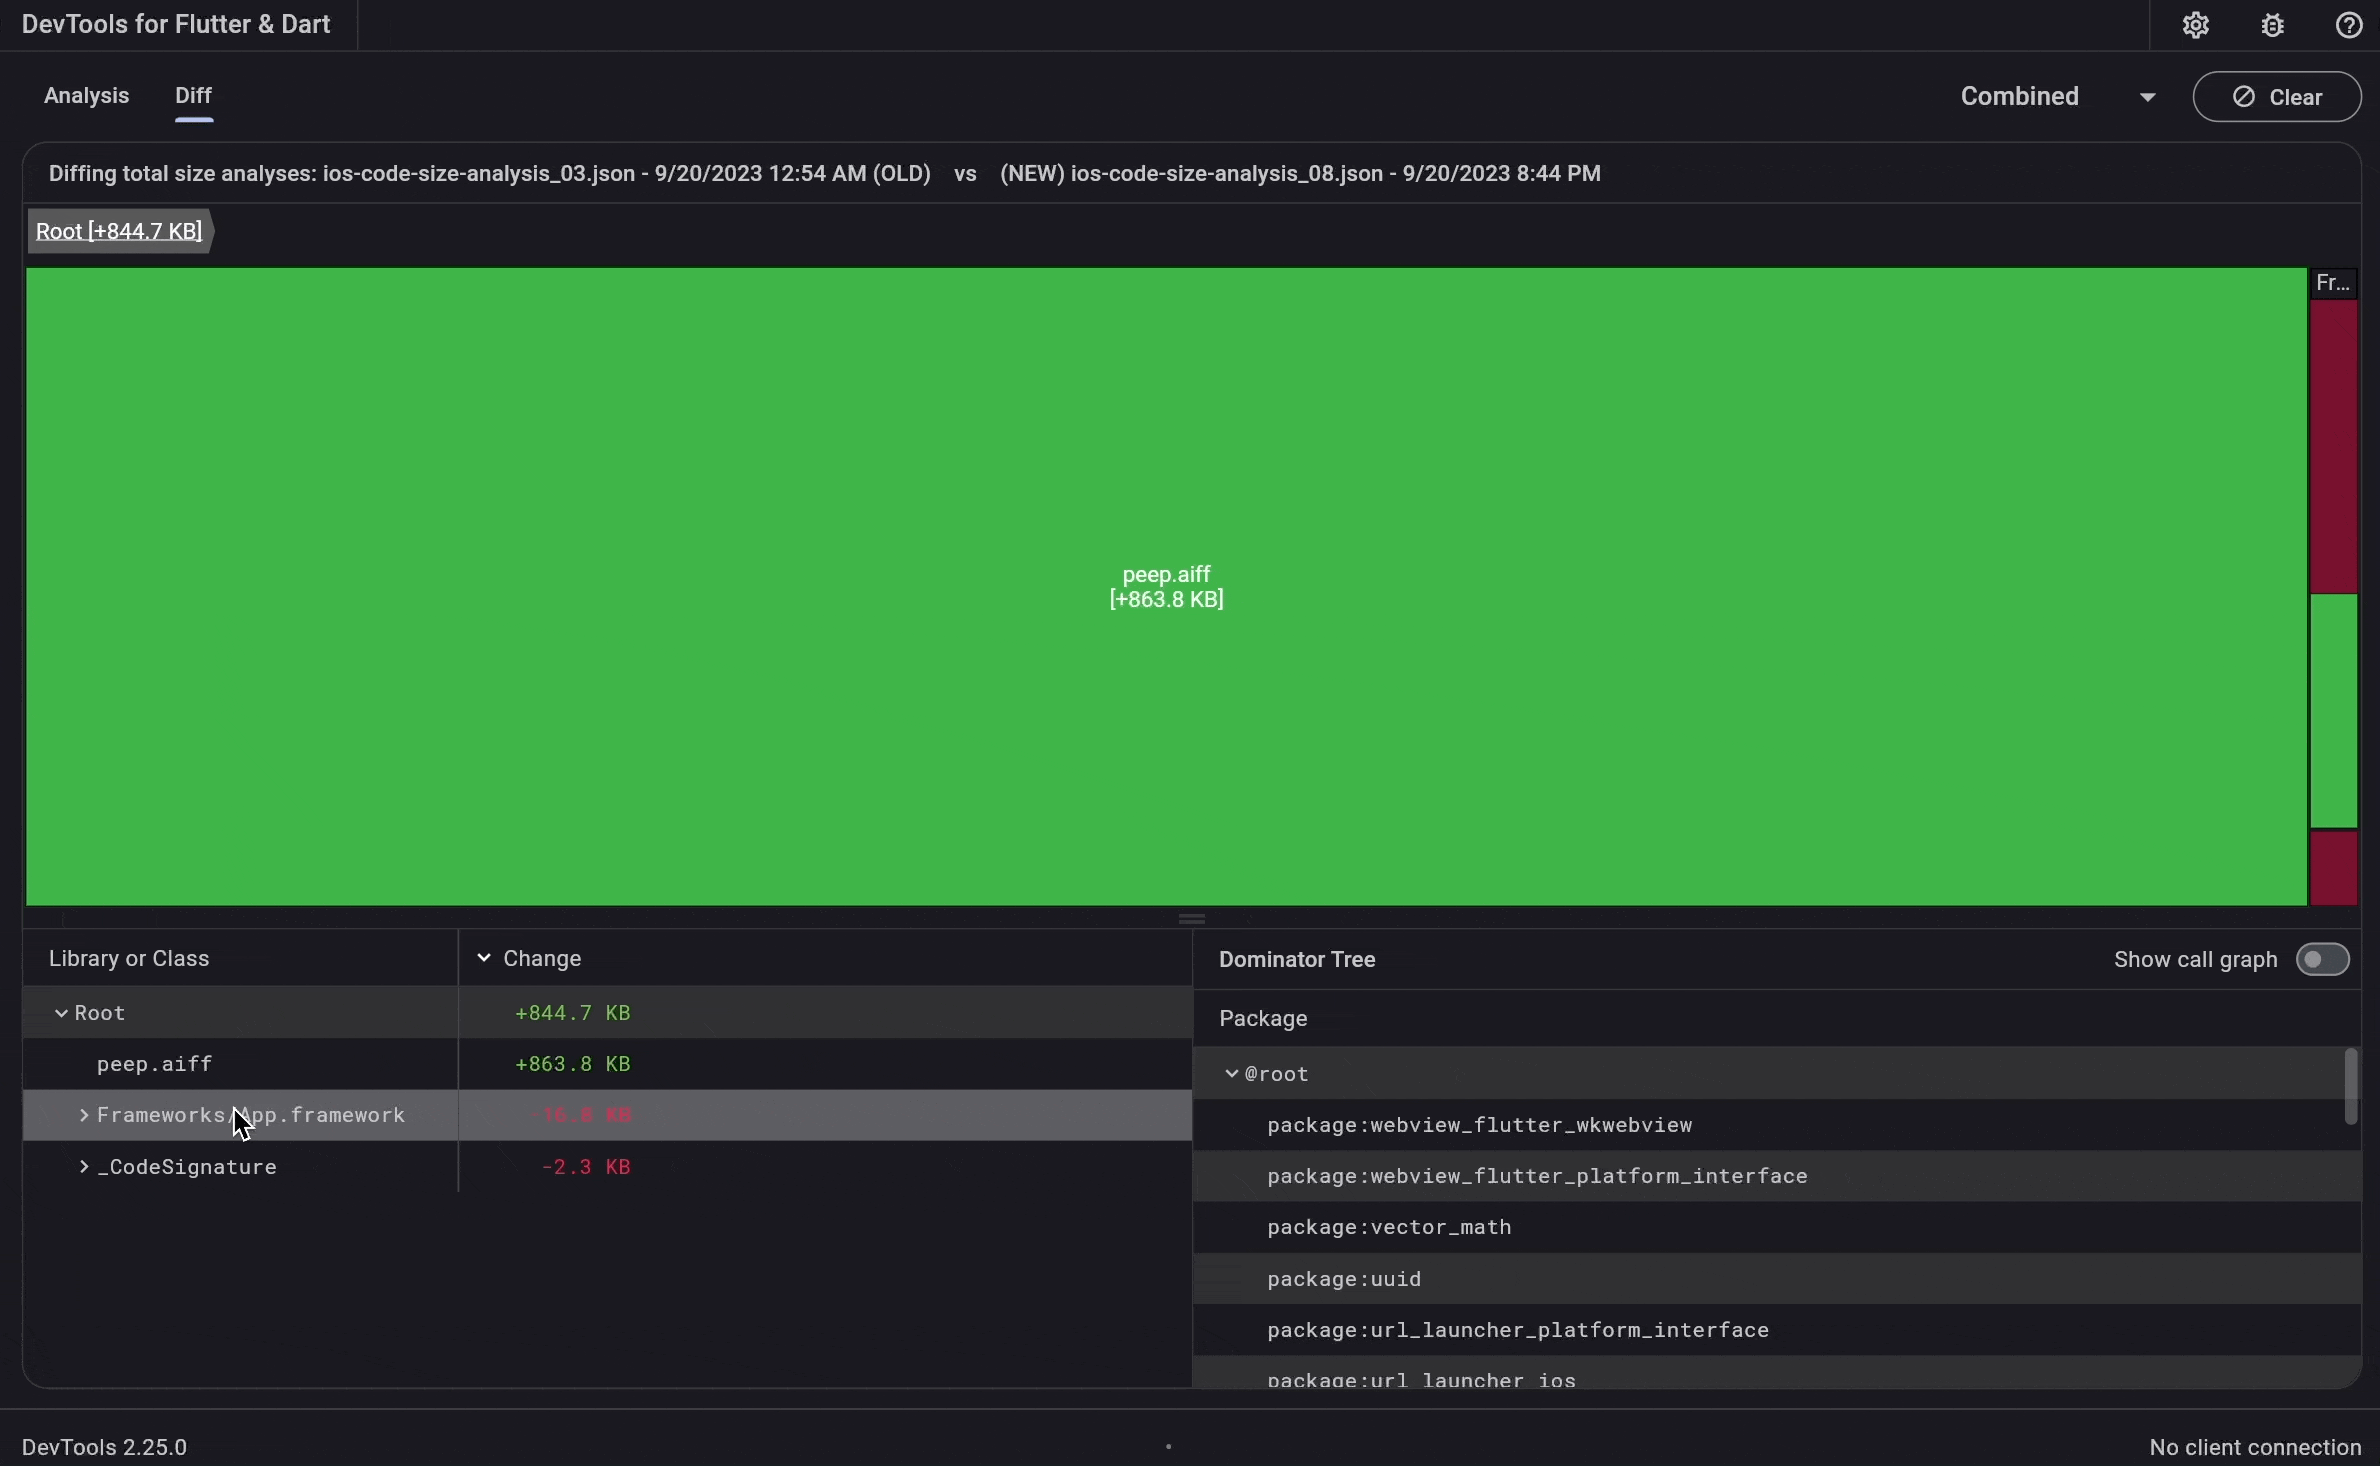 DevTools for Flutter & Dart
Analysis Diff Combined Clear
Diffing total size analyses: ios-code-size-analysis_03.json - 9/20/2023 12:54 AM (OLD) vs (NEW) ios-code-size-analysis_08.json - 9/20/2023 8:44 PM
Root [+844.7 KB]
Fr...
peep.aiff
[+863.8 KB]
Library or Class Change
Root +844.7 KB
peep.aiff +863.8 KB
Frameworks/App.framework
_CodeSignature -2.3 KB
Dominator Tree Show call graph
Package
@root
package:webview_flutter_wkwebview
package:webview_flutter_platform_interface
package:vector_math
package:uuid
package:url_launcher_platform_interface
package:url_launcher_ios
DevTools 2.25.0 No client connection